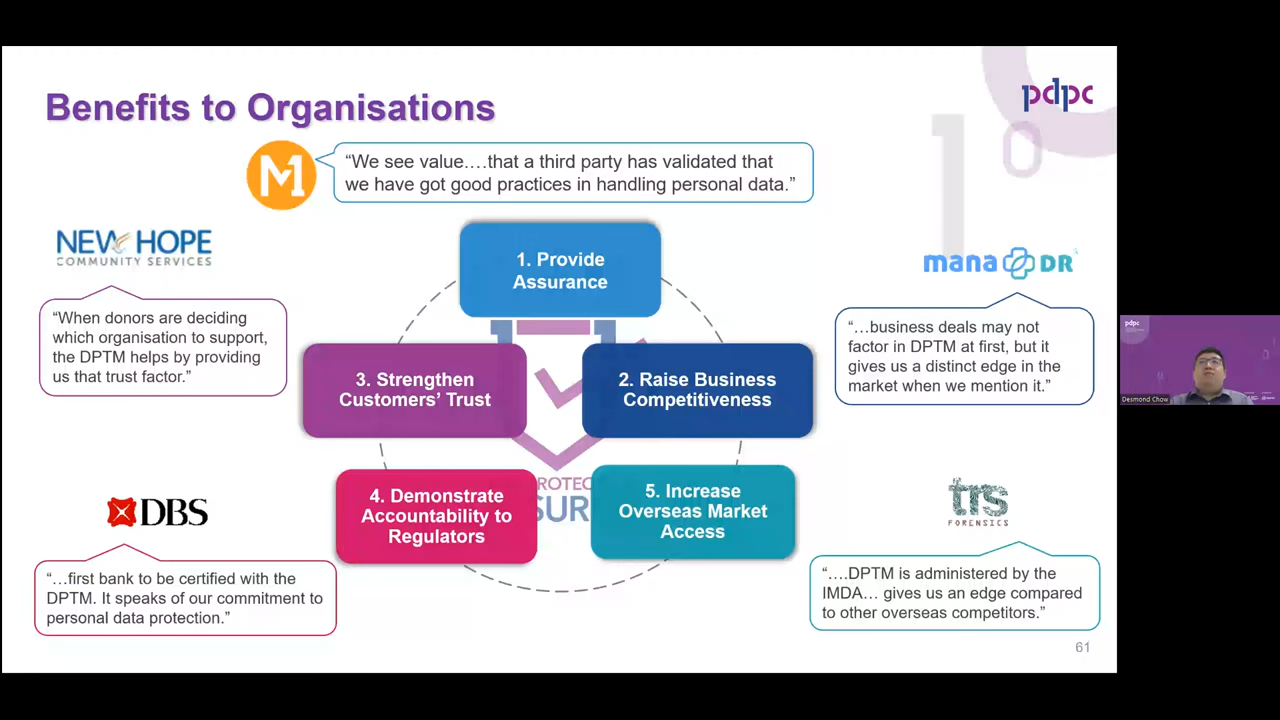 Benefits to Organisations
pdpc
M1
“We see value….that a third party has validated that
we have got good practices in handling personal data.”
NEW HOPE
COMMUNITY SERVICES
“When donors are deciding
which organisation to support,
the DPTM helps by providing
us that trust factor.”
1. Provide
Assurance
mana DR
“…business deals may not
factor in DPTM at first, but it
gives us a distinct edge in the
market when we mention it.”
3. Strengthen
Customers’ Trust
2. Raise Business
Competitiveness
pdpc
Desmond Chow
DBS
“…first bank to be certified with the
DPTM. It speaks of our commitment to
personal data protection.”
4. Demonstrate
Accountability to
Regulators
ROTEC
SUR
5. Increase
Overseas Market
Access
trs
FORENSICS
“….DPTM is administered by the
IMDA… gives us an edge compared
to other overseas competitors.”
61